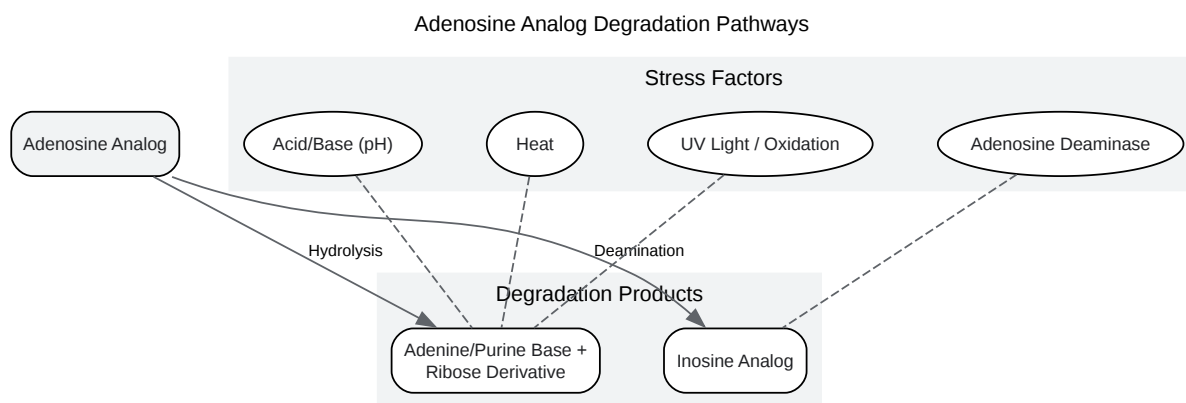 Adenosine Analog Degradation Pathways
Stress Factors
Adenosine Analog
Acid/Base (pH)
Heat
UV Light / Oxidation
Adenosine Deaminase
Hydrolysis
Deamination
Degradation Products
Adenine/Purine Base +
Ribose Derivative
Inosine Analog